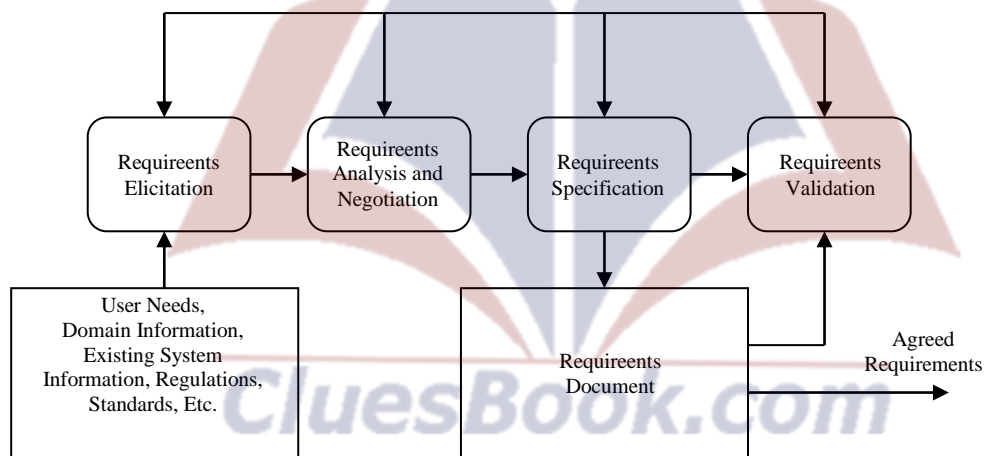 Requireents
Elicitation
Requireents
Analysis and
Negotiation
Requireents
Specification
Requireents
Validation
User Needs,
Domain Information,
Existing System
Information, Regulations,
Standards, Etc.
Requireents
Document
Agreed
Requirements
CluesBook.com